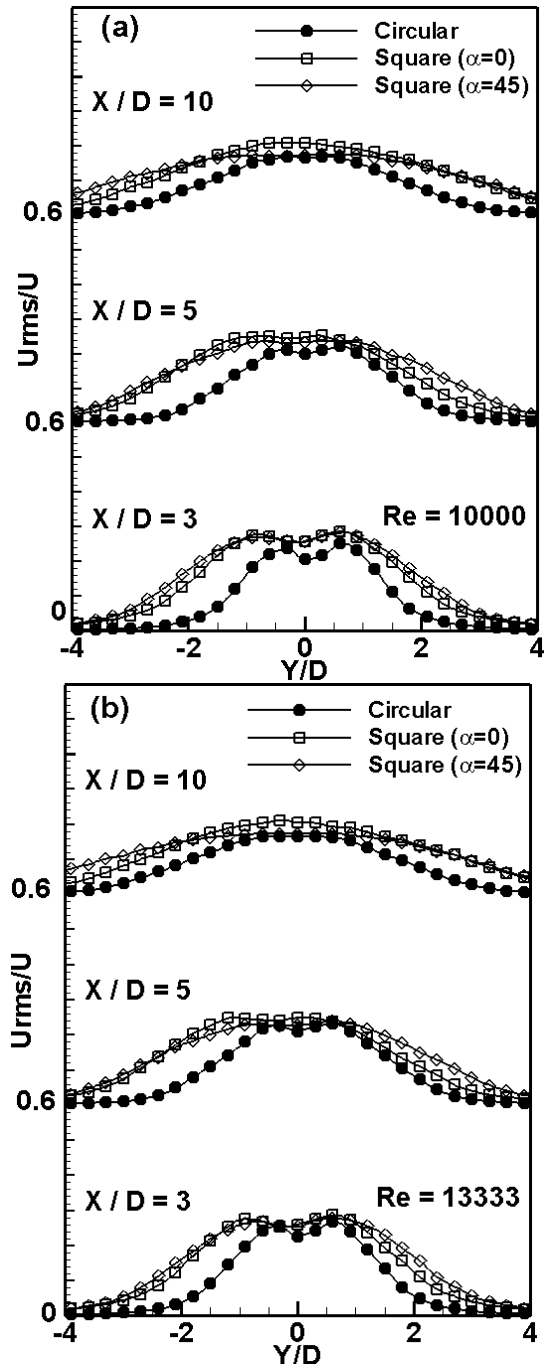 (a)
Circular
Square (α=0)
Square (α=45)
X / D = 10
0.6
X / D = 5
0.6
X / D = 3
Re = 10000
0
Urms/U
-4 -2 0 2 4
Y/D
(b)
Circular
Square (α=0)
Square (α=45)
X / D = 10
0.6
X / D = 5
0.6
X / D = 3
Re = 13333
0
Urms/U
-4 -2 0 2 4
Y/D